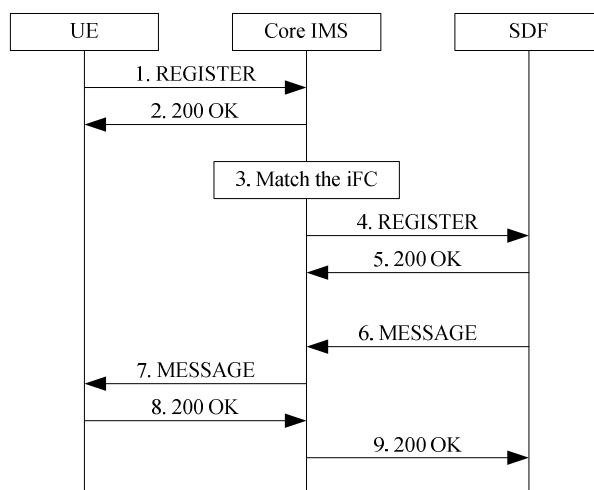 UE
Core IMS
SDF
1. REGISTER
2. 200 OK
3. Match the iFC
4. REGISTER
5. 200 OK
6. MESSAGE
7. MESSAGE
8. 200 OK
9. 200 OK